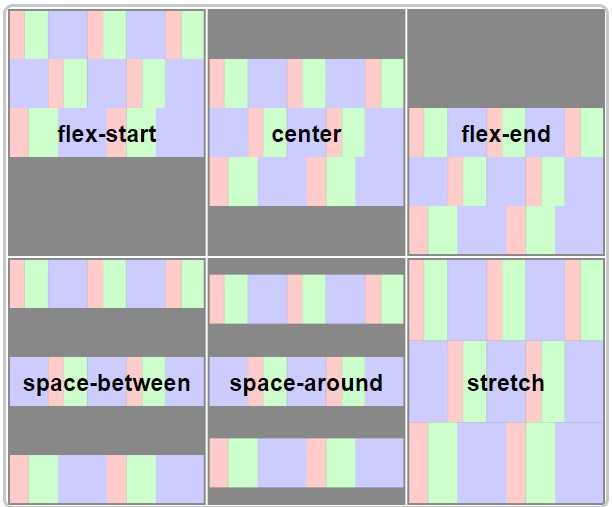 flex-start
center
flex-end
space-between
space-around
stretch